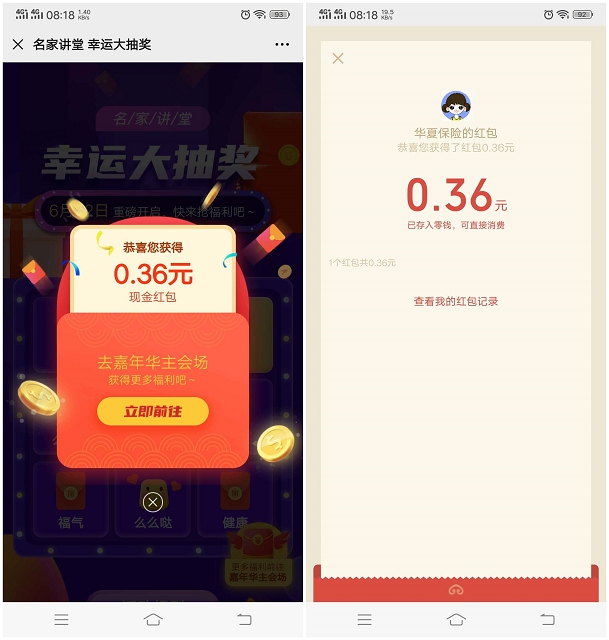 4G 4G 08:18 1.40 KB/s 93
名家讲堂 幸运大抽奖
名/家/讲/堂
幸运大抽奖
重磅开启，快来抢福利吧~
恭喜您获得
0.36元
现金红包
去嘉年华主会场
获得更多福利吧~
立即前往
福气
么么哒
健康
更多福利前往
嘉年华主会场
4G 4G 08:18 19.5 KB/s 92
华夏保险的红包
恭喜您获得了红包0.36元
0.36元
已存入零钱，可直接消费
1个红包共0.36元
查看我的红包记录